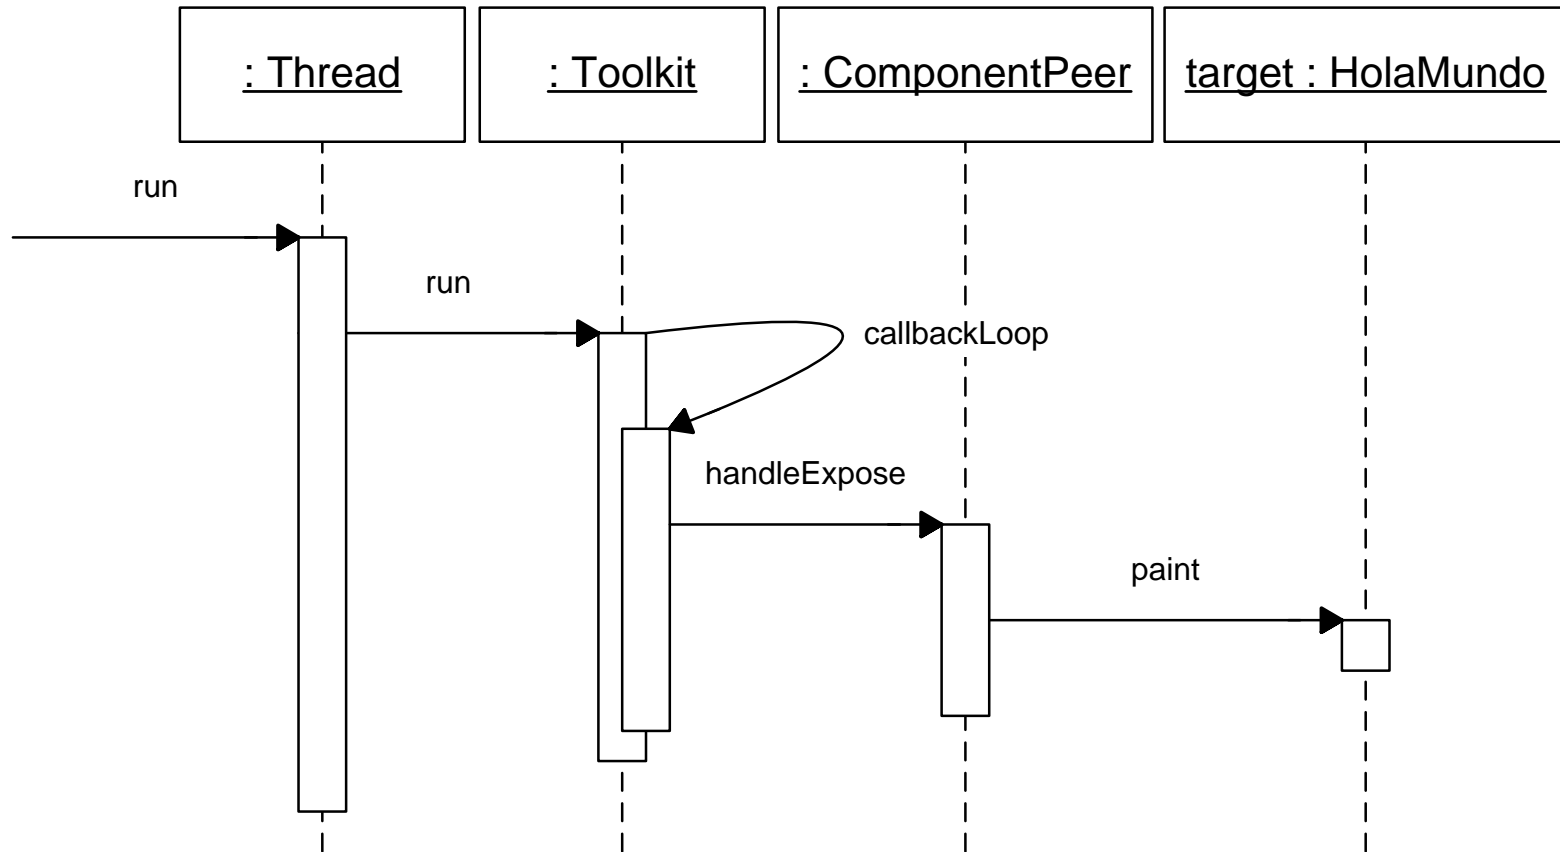 : Thread
: Toolkit
: ComponentPeer
target : HolaMundo
run
run
callbackLoop
handleExpose
paint